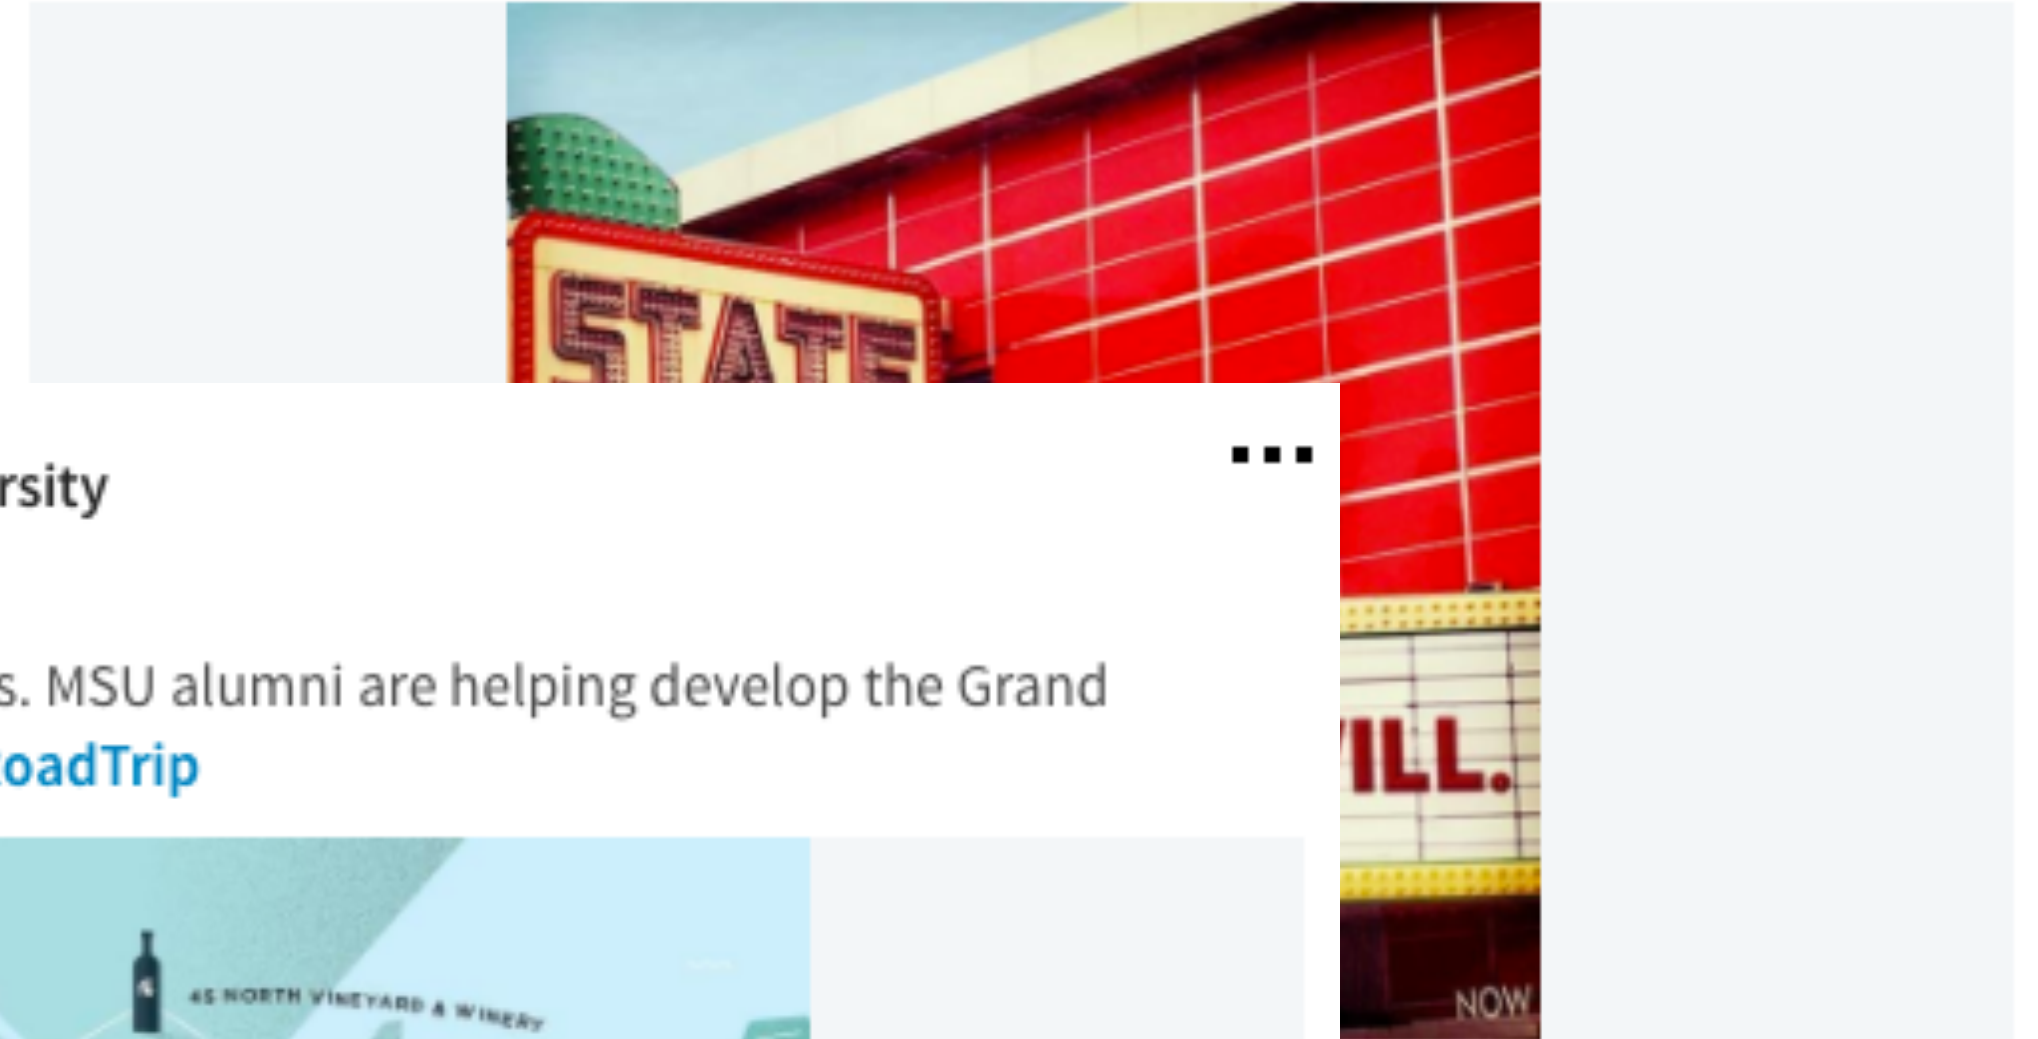 STATE
rsity
s. MSU alumni are helping develop the Grand
oadTrip
ILL.
45 NORTH VINEYARD & WINERY
NOW